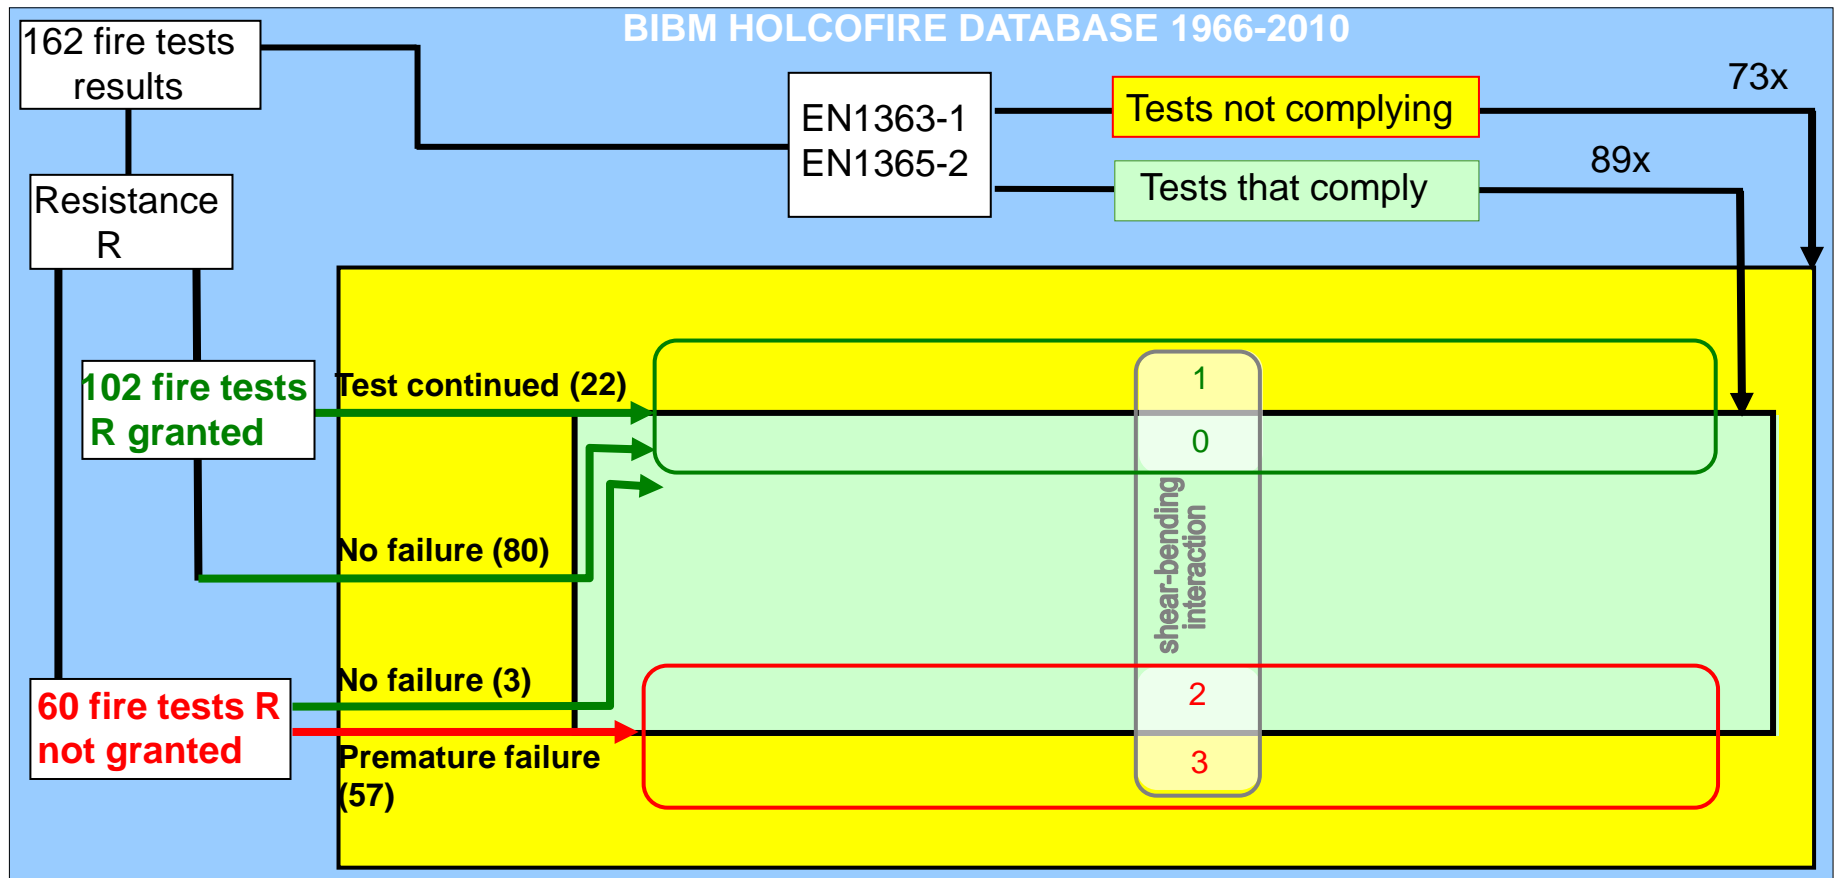 BIBM HOLCOFIRE DATABASE 1966-2010
162 fire tests
results
73x
EN1363-1
EN1365-2
Tests not complying
89x
Tests that comply
Resistance
R
102 fire tests
R granted
Test continued (22)
1
0
shear-bending
interaction
No failure (80)
No failure (3)
60 fire tests R
not granted
2
Premature failure
(57)
3